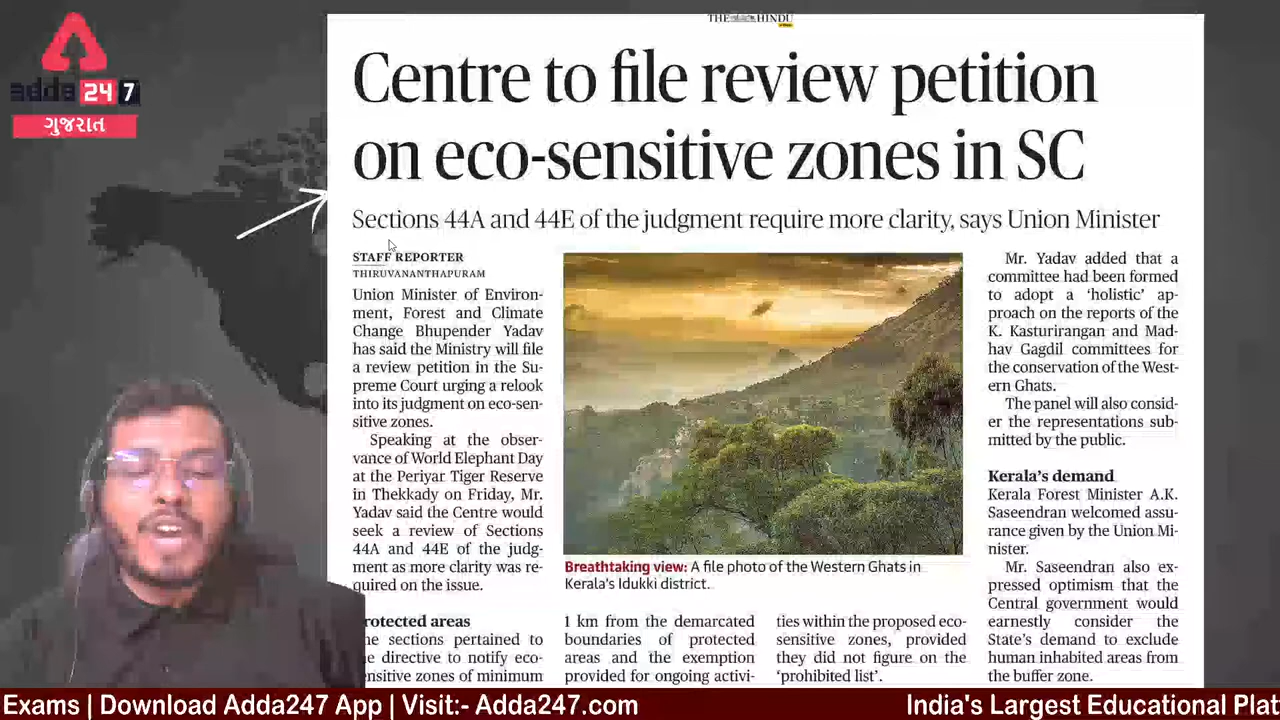 THE HINDU
adda 24 7
ગુજરાત
Centre to file review petition
on eco-sensitive zones in SC
Sections 44A and 44E of the judgment require more clarity, says Union Minister
STAFF REPORTER
THIRUVANANTHAPURAM
Union Minister of Environ-
ment, Forest and Climate
Change Bhupender Yadav
has said the Ministry will file
a review petition in the Su-
preme Court urging a relook
into its judgment on eco-sen-
sitive zones.
Speaking at the obser-
vance of World Elephant Day
at the Periyar Tiger Reserve
in Thekkady on Friday, Mr.
Yadav said the Centre would
seek a review of Sections
44A and 44E of the judg-
ment as more clarity was re-
quired on the issue.
rotected areas
he sections pertained to
e directive to notify eco-
ensitive zones of minimum
Breathtaking view: A file photo of the Western Ghats in
Kerala's Idukki district.
1 km from the demarcated
boundaries of protected
areas and the exemption
provided for ongoing activi-
ties within the proposed eco-
sensitive zones, provided
they did not figure on the
'prohibited list'.
Mr. Yadav added that a
committee had been formed
to adopt a 'holistic' ap-
proach on the reports of the
K. Kasturirangan and Mad-
hav Gagdil committees for
the conservation of the West-
ern Ghats.
The panel will also consid-
er the representations sub-
mitted by the public.
Kerala's demand
Kerala Forest Minister A.K.
Saseendran welcomed assu-
rance given by the Union Mi-
nister.
Mr. Saseendran also ex-
pressed optimism that the
Central government would
earnestly consider the
State's demand to exclude
human inhabited areas from
the buffer zone.
Exams | Download Adda247 App | Visit:- Adda247.com
India's Largest Educational Plat